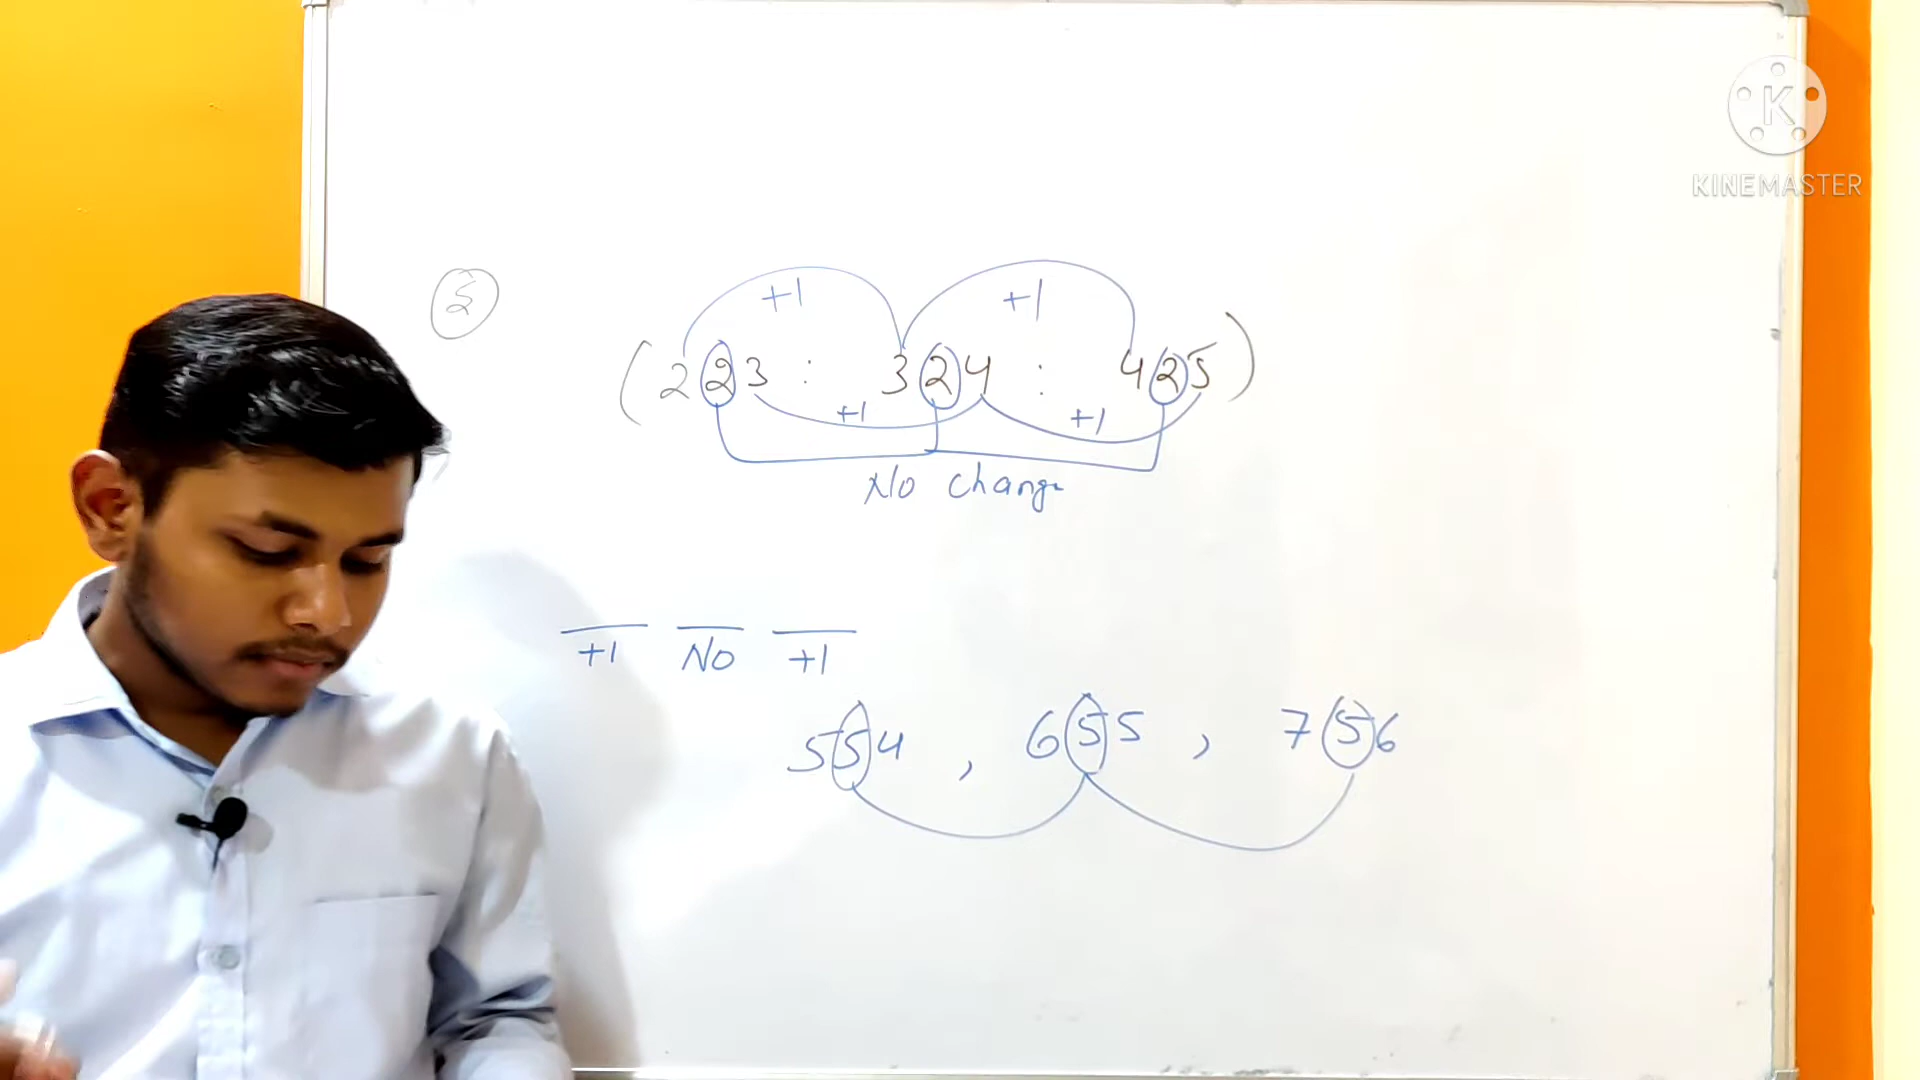 K
KINEMASTER
5
+1 +1
(223 : 324 : 425)
+1 +1
No change
+1 No +1
554 , 655 , 756